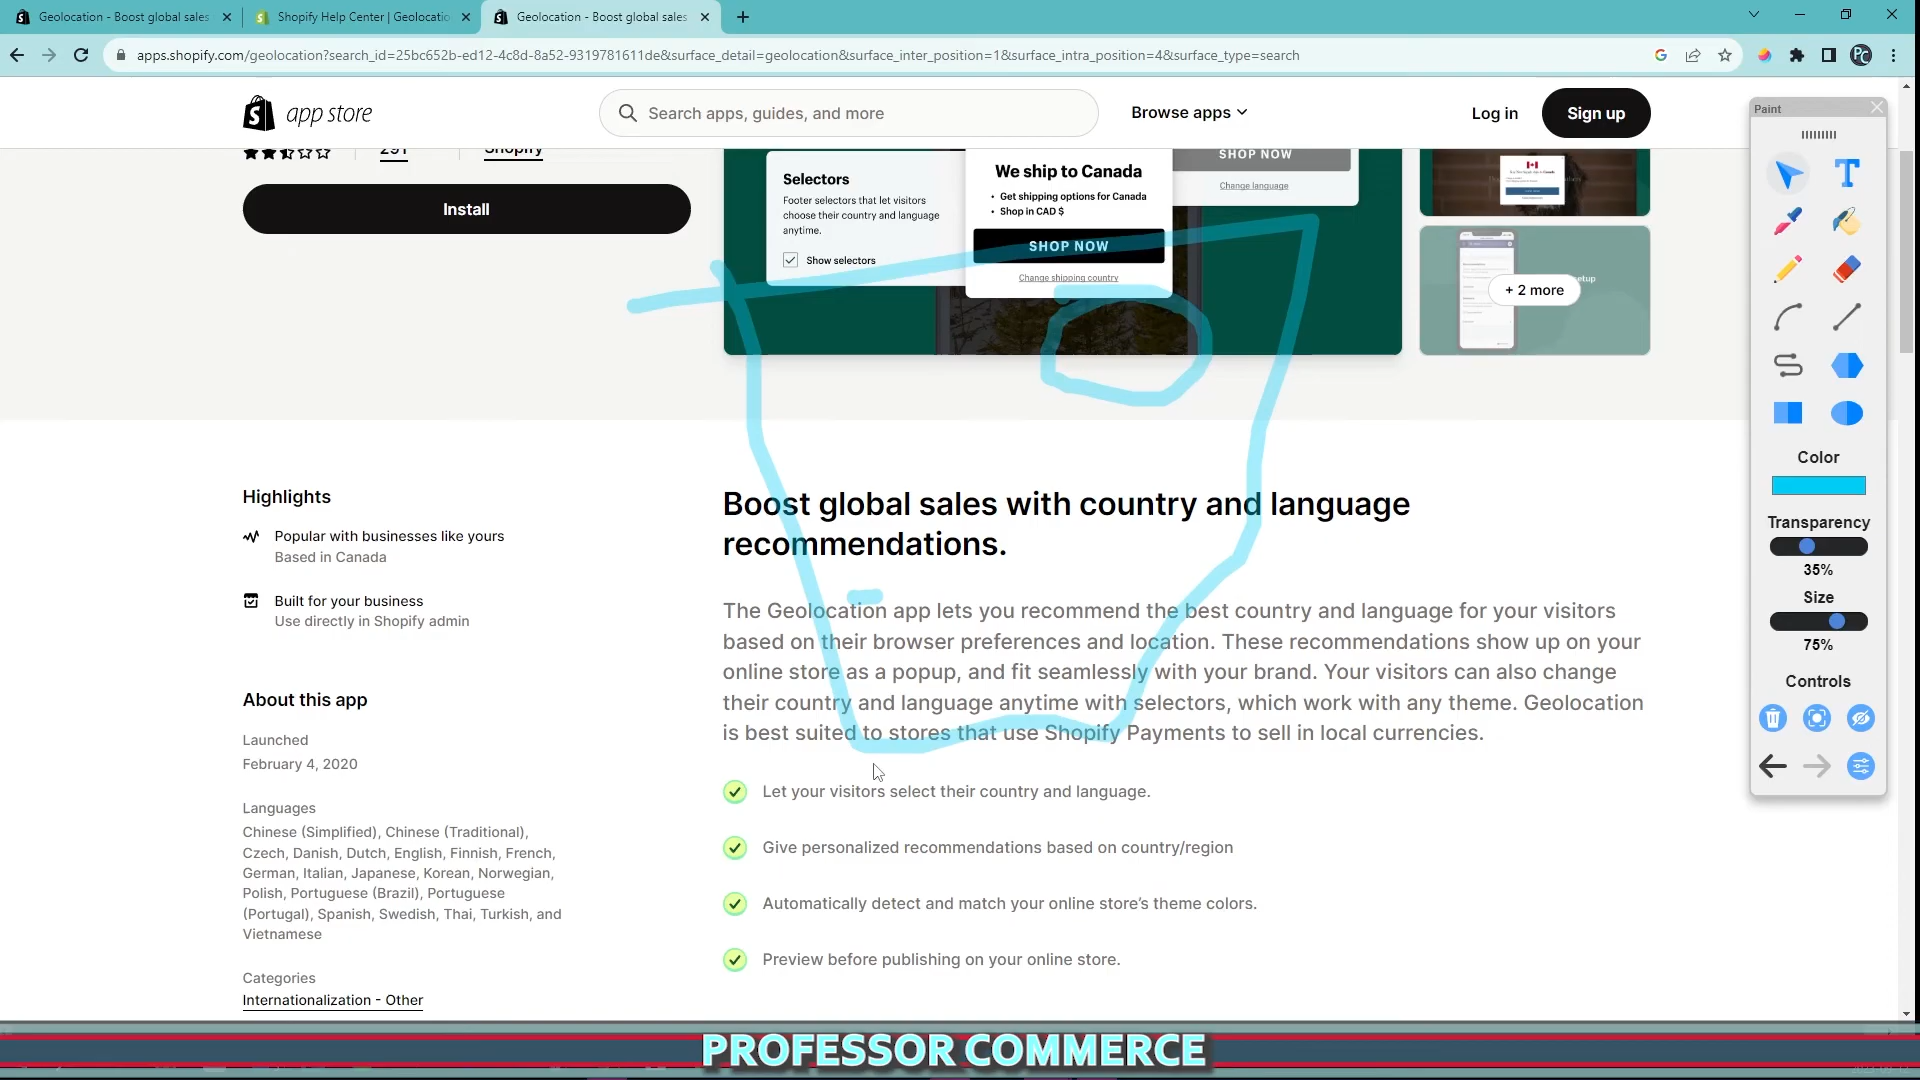 Geolocation - Boost global sales
Shopify Help Center | Geolocatio
Geolocation - Boost global sales
apps.shopify.com/geolocation?search_id=25bc652b-ed12-4c8d-8a52-9319781611de&surface_detail=geolocation&surface_inter_position=1&surface_intra_position=4&surface_type=search
app store
Search apps, guides, and more
Browse apps
Log in
Sign up
291
Shopify
Install
Selectors
Footer selectors that let visitors
choose their country and language
anytime.
Show selectors
We ship to Canada
• Get shipping options for Canada
• Shop in CAD $
SHOP NOW
Change shipping country
SHOP NOW
Change language
+ 2 more
setup
Highlights
Popular with businesses like yours
Based in Canada
Built for your business
Use directly in Shopify admin
About this app
Launched
February 4, 2020
Languages
Chinese (Simplified), Chinese (Traditional),
Czech, Danish, Dutch, English, Finnish, French,
German, Italian, Japanese, Korean, Norwegian,
Polish, Portuguese (Brazil), Portuguese
(Portugal), Spanish, Swedish, Thai, Turkish, and
Vietnamese
Categories
Internationalization - Other
Boost global sales with country and language
recommendations.
The Geolocation app lets you recommend the best country and language for your visitors
based on their browser preferences and location. These recommendations show up on your
online store as a popup, and fit seamlessly with your brand. Your visitors can also change
their country and language anytime with selectors, which work with any theme. Geolocation
is best suited to stores that use Shopify Payments to sell in local currencies.
Let your visitors select their country and language.
Give personalized recommendations based on country/region
Automatically detect and match your online store’s theme colors.
Preview before publishing on your online store.
Paint
T
Color
Transparency
35%
Size
75%
Controls
PROFESSOR COMMERCE